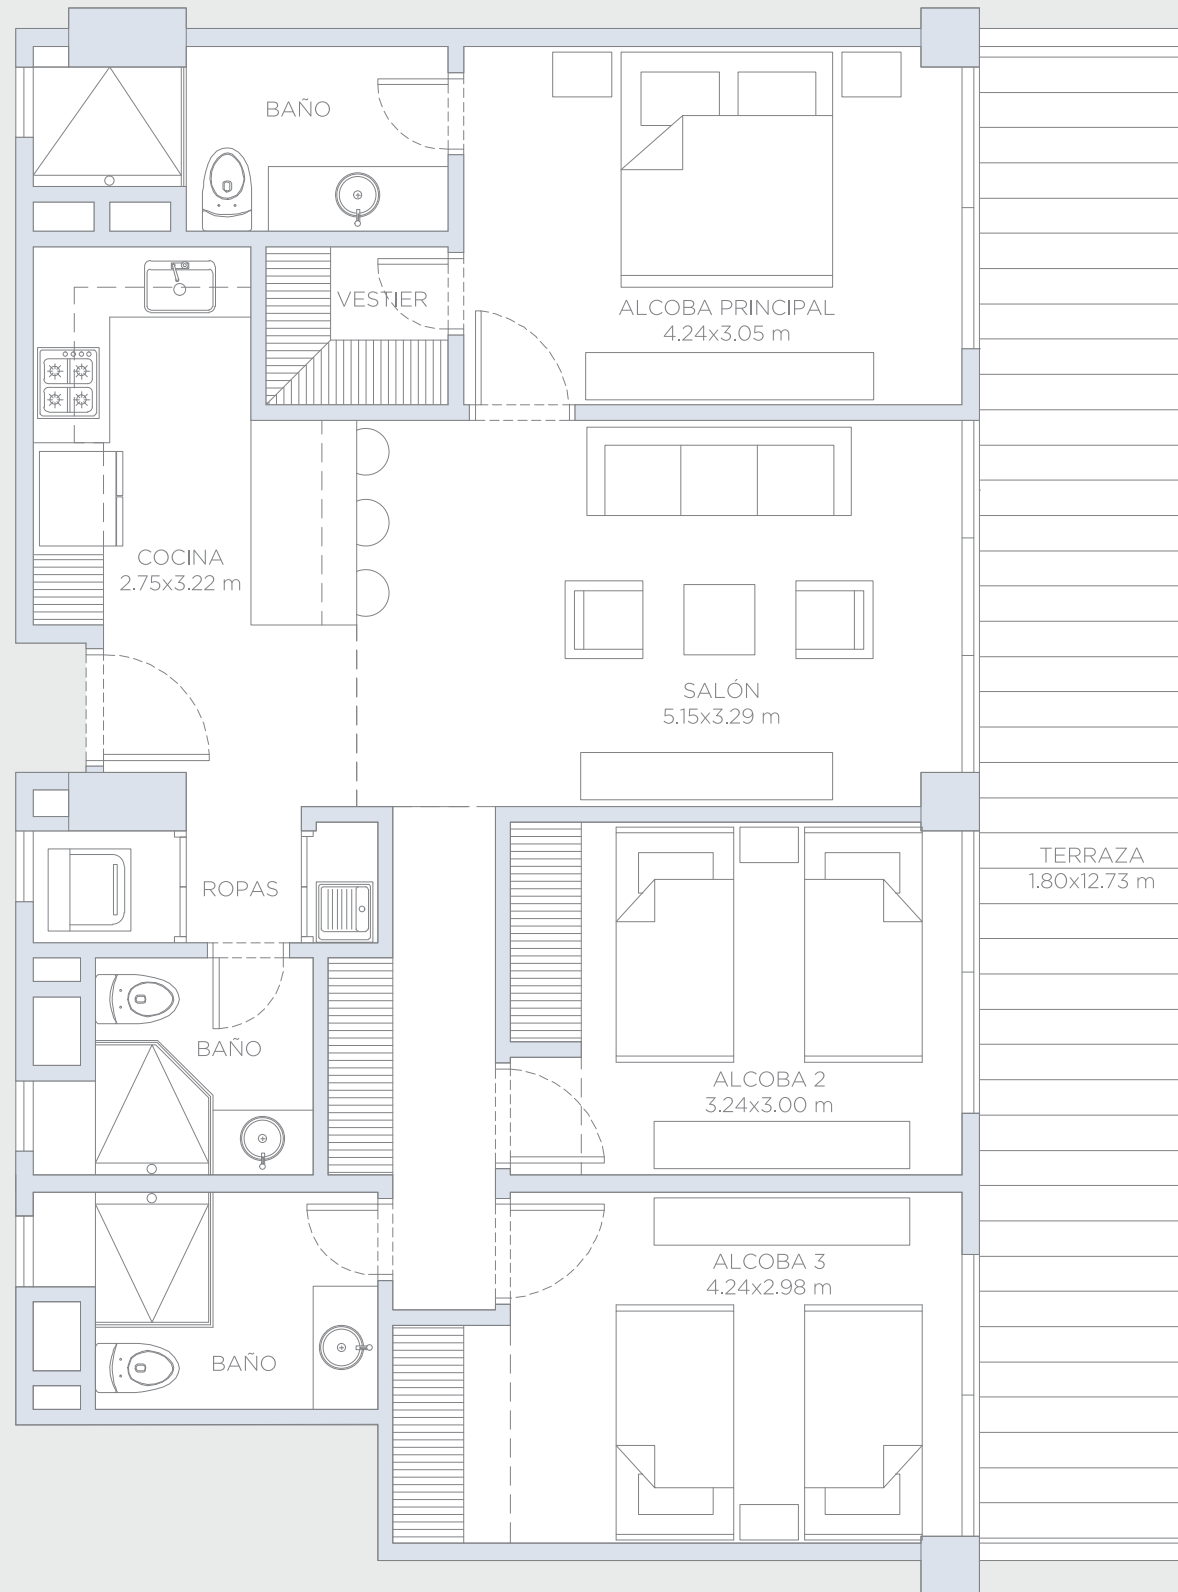 BAÑO
VESTIER
ALCOBA PRINCIPAL
4.24x3.05 m
COCINA
2.75x3.22 m
SALÓN
5.15x3.29 m
ROPAS
TERRAZA
1.80x12.73 m
BAÑO
ALCOBA 2
3.24x3.00 m
ALCOBA 3
4.24x2.98 m
BAÑO